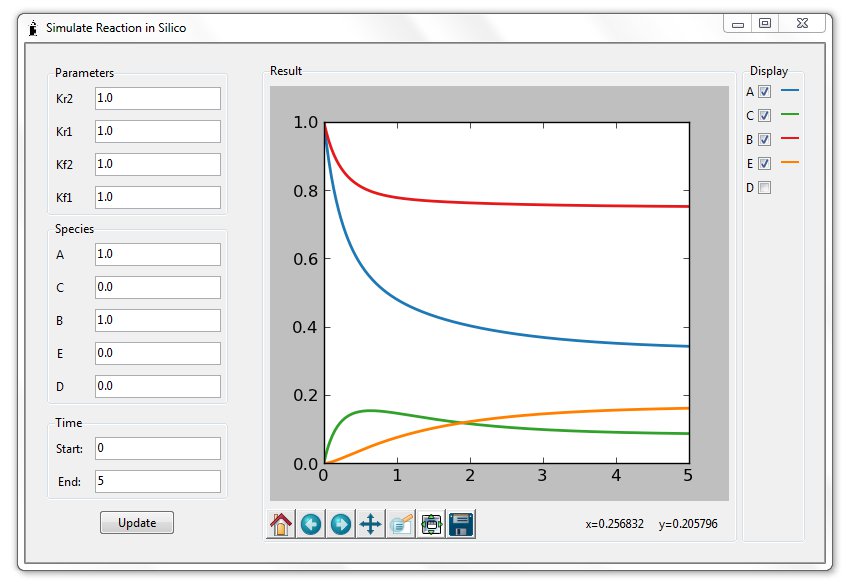 Simulate Reaction in Silico
Parameters
Kr2 1.0
Kr1 1.0
Kf2 1.0
Kf1 1.0
Species
A 1.0
C 0.0
B 1.0
E 0.0
D 0.0
Time
Start: 0
End: 5
Update
Result
1.0
0.8
0.6
0.4
0.2
0.0
0 1 2 3 4 5
x=0.256832 y=0.205796
Display
A
C
B
E
D